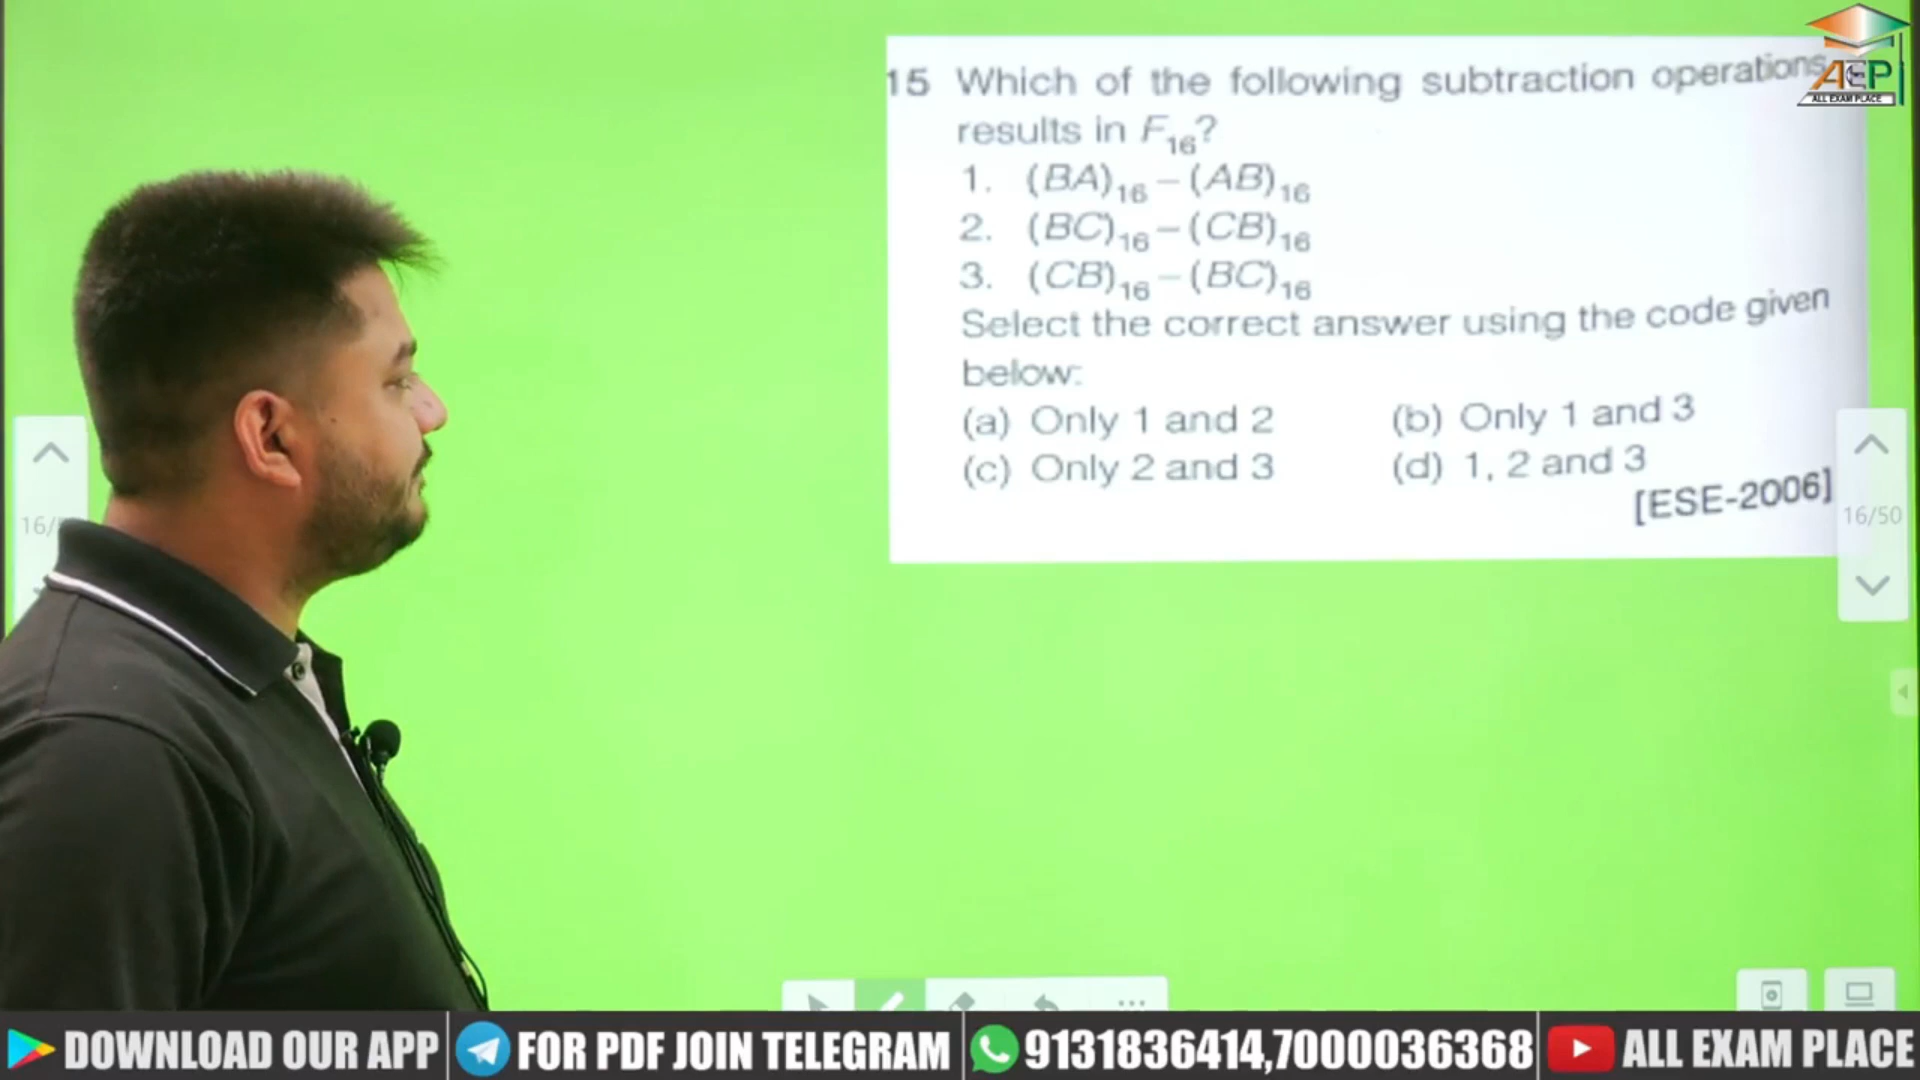 15 Which of the following subtraction operations
results in F₁₆?
1. (BA)₁₆ – (AB)₁₆
2. (BC)₁₆ – (CB)₁₆
3. (CB)₁₆ – (BC)₁₆
Select the correct answer using the code given
below:
(a) Only 1 and 2 (b) Only 1 and 3
(c) Only 2 and 3 (d) 1, 2 and 3
[ESE-2006]
AEP
ALL EXAM PLACE
16/
16/50
DOWNLOAD OUR APP
FOR PDF JOIN TELEGRAM
9131836414,7000036368
ALL EXAM PLACE